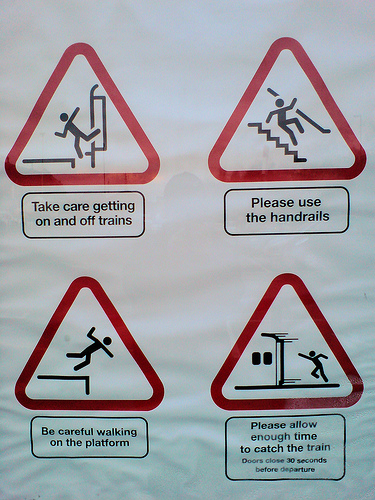 Take care getting
on and off trains
Please use
the handrails
Be careful walking
on the platform
Please allow
enough time
to catch the train
Doors close 30 seconds
before departure